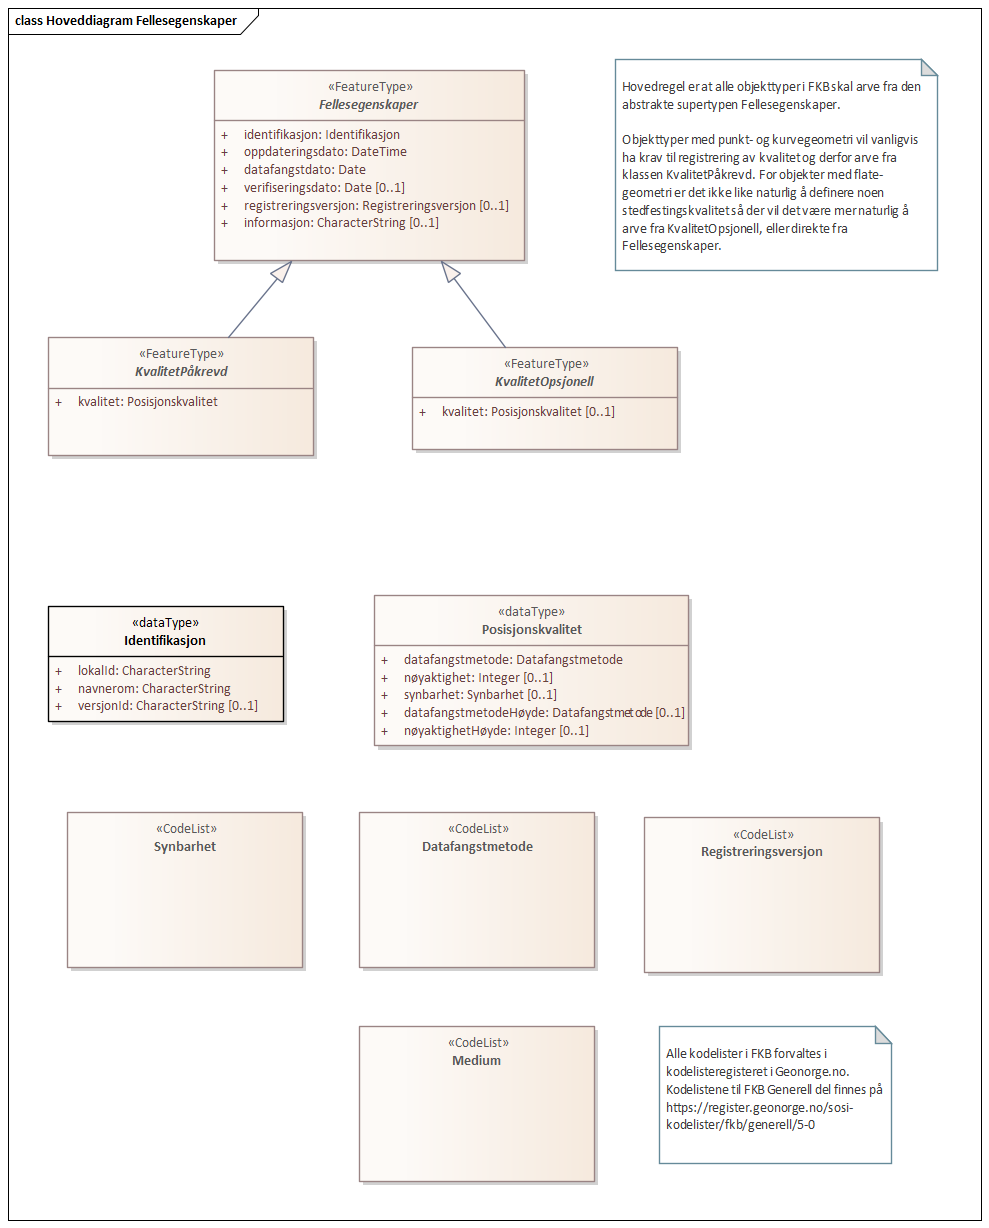 class Hoveddiagram Fellesegenskaper
«FeatureType»
Fellesegenskaper
+ identifikasjon: Identifikasjon
+ oppdateringsdato: DateTime
+ datafangstdato: Date
+ verifiseringsdato: Date [0..1]
+ registreringsversjon: Registreringsversjon [0..1]
+ informasjon: CharacterString [0..1]
Hovedregel er at alle objekttyper i FKB skal arve fra den
abstrakte supertypen Fellesegenskaper.
Objekttyper med punkt- og kurvegeometri vil vanligvis
ha krav til registrering av kvalitet og derfor arve fra
klassen KvalitetPåkrevd. For objekter med flate-
geometri er det ikke like naturlig å definere noen
stedfestingskvalitet så der vil det være mer naturlig å
arve fra KvalitetOpsjonell, eller direkte fra
Fellesegenskaper.
«FeatureType»
KvalitetPåkrevd
+ kvalitet: Posisjonskvalitet
«FeatureType»
KvalitetOpsjonell
+ kvalitet: Posisjonskvalitet [0..1]
«dataType»
Identifikasjon
+ lokalId: CharacterString
+ navnerom: CharacterString
+ versjonId: CharacterString [0..1]
«dataType»
Posisjonskvalitet
+ datafangstmetode: Datafangstmetode
+ nøyaktighet: Integer [0..1]
+ synbarhet: Synbarhet [0..1]
+ datafangstmetodeHøyde: Datafangstmetode [0..1]
+ nøyaktighetHøyde: Integer [0..1]
«CodeList»
Synbarhet
«CodeList»
Datafangstmetode
«CodeList»
Registreringsversjon
«CodeList»
Medium
Alle kodelister i FKB forvaltes i
kodelisteregisteret i Geonorge.no.
Kodelistene til FKB Generell del finnes på
https://register.geonorge.no/sosi-
kodelister/fkb/generell/5-0